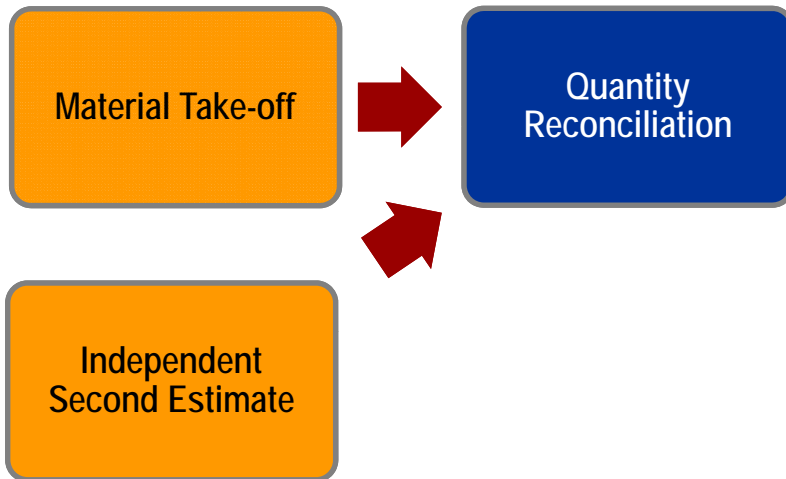 Material Take-off
Quantity
Reconciliation
Independent
Second Estimate